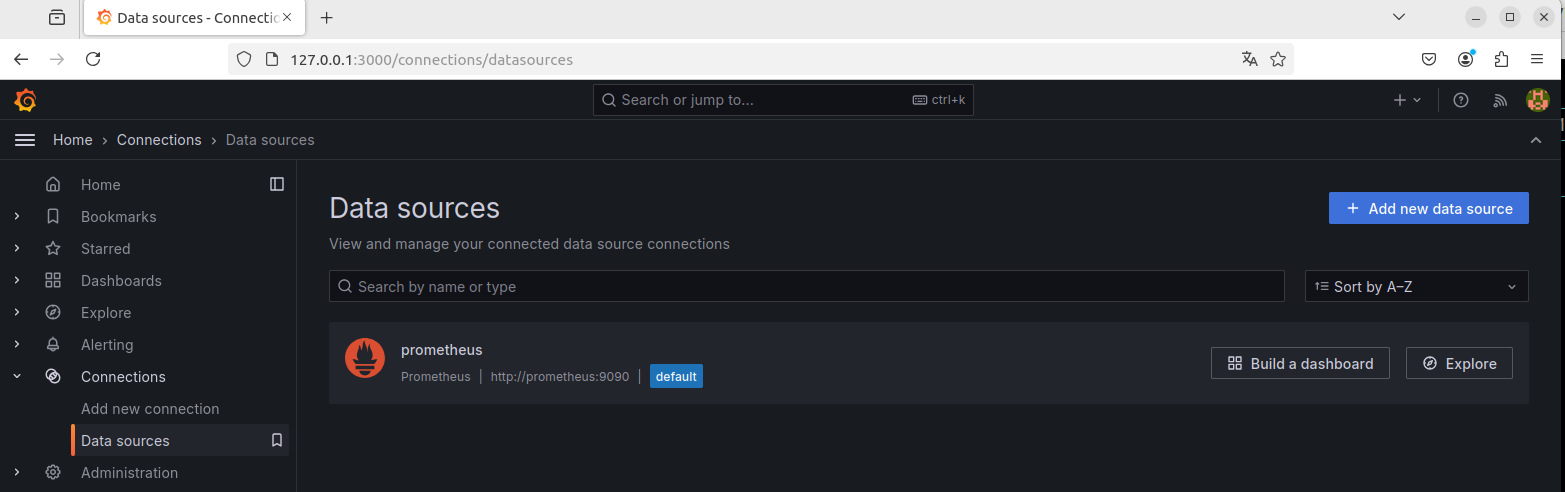 Data sources - Connectic
127.0.0.1:3000/connections/datasources
Search or jump to... ctrl+k
Home › Connections › Data sources
Home
Bookmarks
Starred
Dashboards
Explore
Alerting
Connections
Add new connection
Data sources
Administration
Data sources
Add new data source
View and manage your connected data source connections
Search by name or type
Sort by A–Z
prometheus
Prometheus | http://prometheus:9090 | default
Build a dashboard
Explore